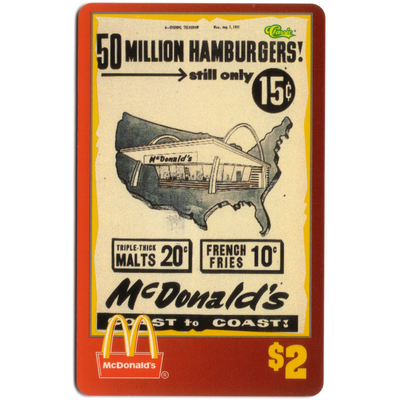 Classic
50 MILLION HAMBURGERS!
still only
15¢
McDonald's
TRIPLE-THICK
MALTS 20¢
FRENCH
FRIES 10¢
McDonald's
COAST to COAST!
McDonald's®
$2